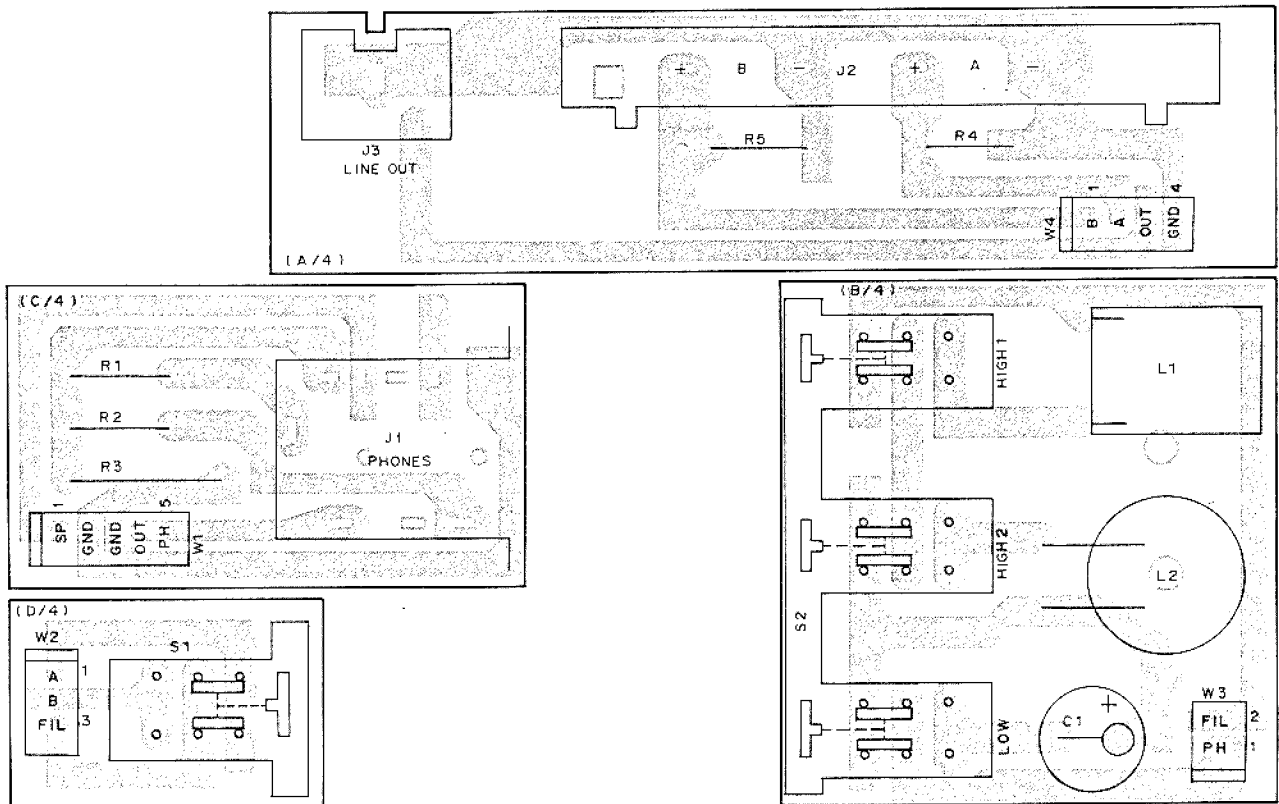 + B - J2 + A -
J3
LINE OUT
R5
R4
1 4
W4
B
A
OUT
GND
(A/4)
(C/4)
R1
R2
R3
J1
PHONES
1 5
SP
GND
GND
OUT
PH
W1
(B/4)
HIGH 1
L1
HIGH 2
L2
S2
LOW
C1
+
W3
FIL 2
PH 1
(D/4)
W2
S1
A 1
B
FIL 3